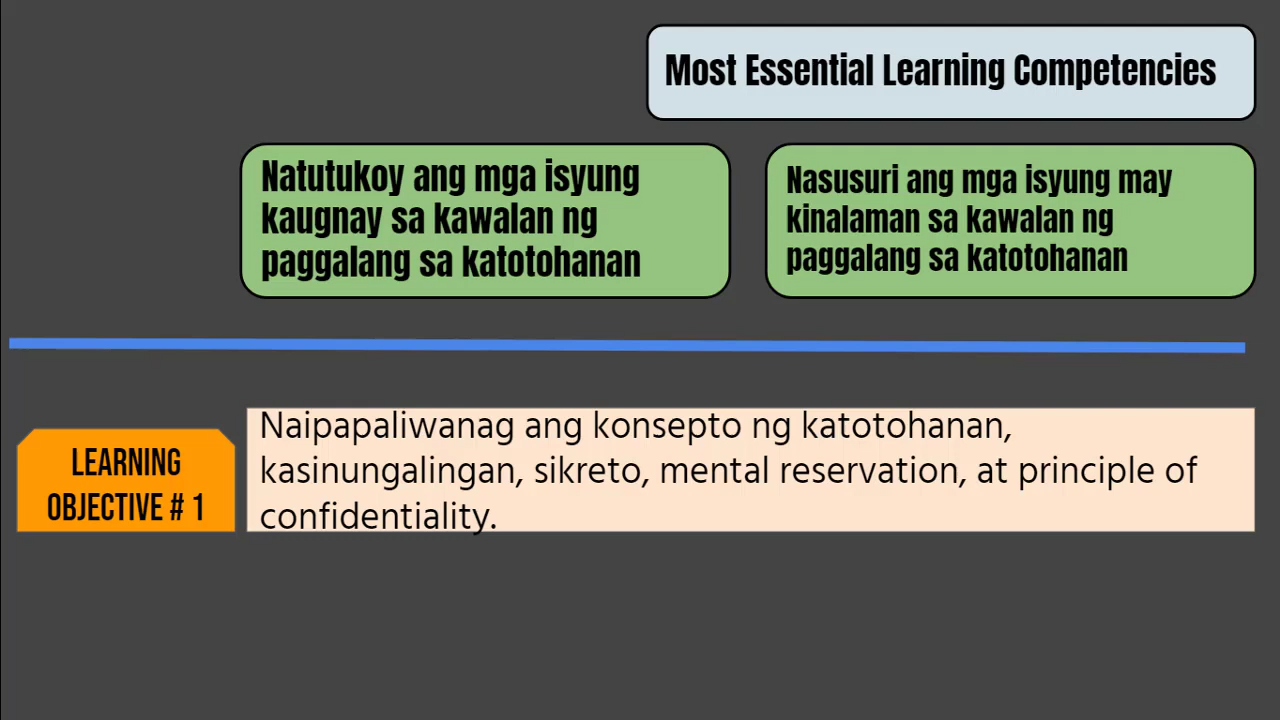 Most Essential Learning Competencies
Natutukoy ang mga isyung
kaugnay sa kawalan ng
paggalang sa katotohanan
Nasusuri ang mga isyung may
kinalaman sa kawalan ng
paggalang sa katotohanan
LEARNING
OBJECTIVE # 1
Naipapaliwanag ang konsepto ng katotohanan,
kasinungalingan, sikreto, mental reservation, at principle of
confidentiality.